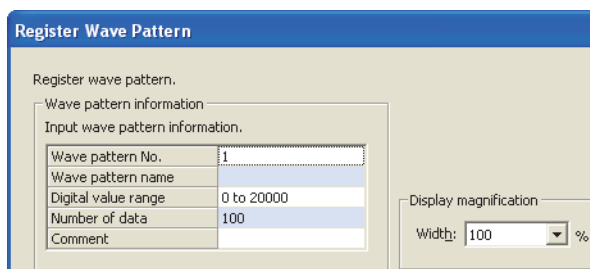 Register Wave Pattern
Register wave pattern.
Wave pattern information
Input wave pattern information.
Wave pattern No. 1
Wave pattern name
Digital value range 0 to 20000
Number of data 100
Comment
Display magnification
Width: 100 %